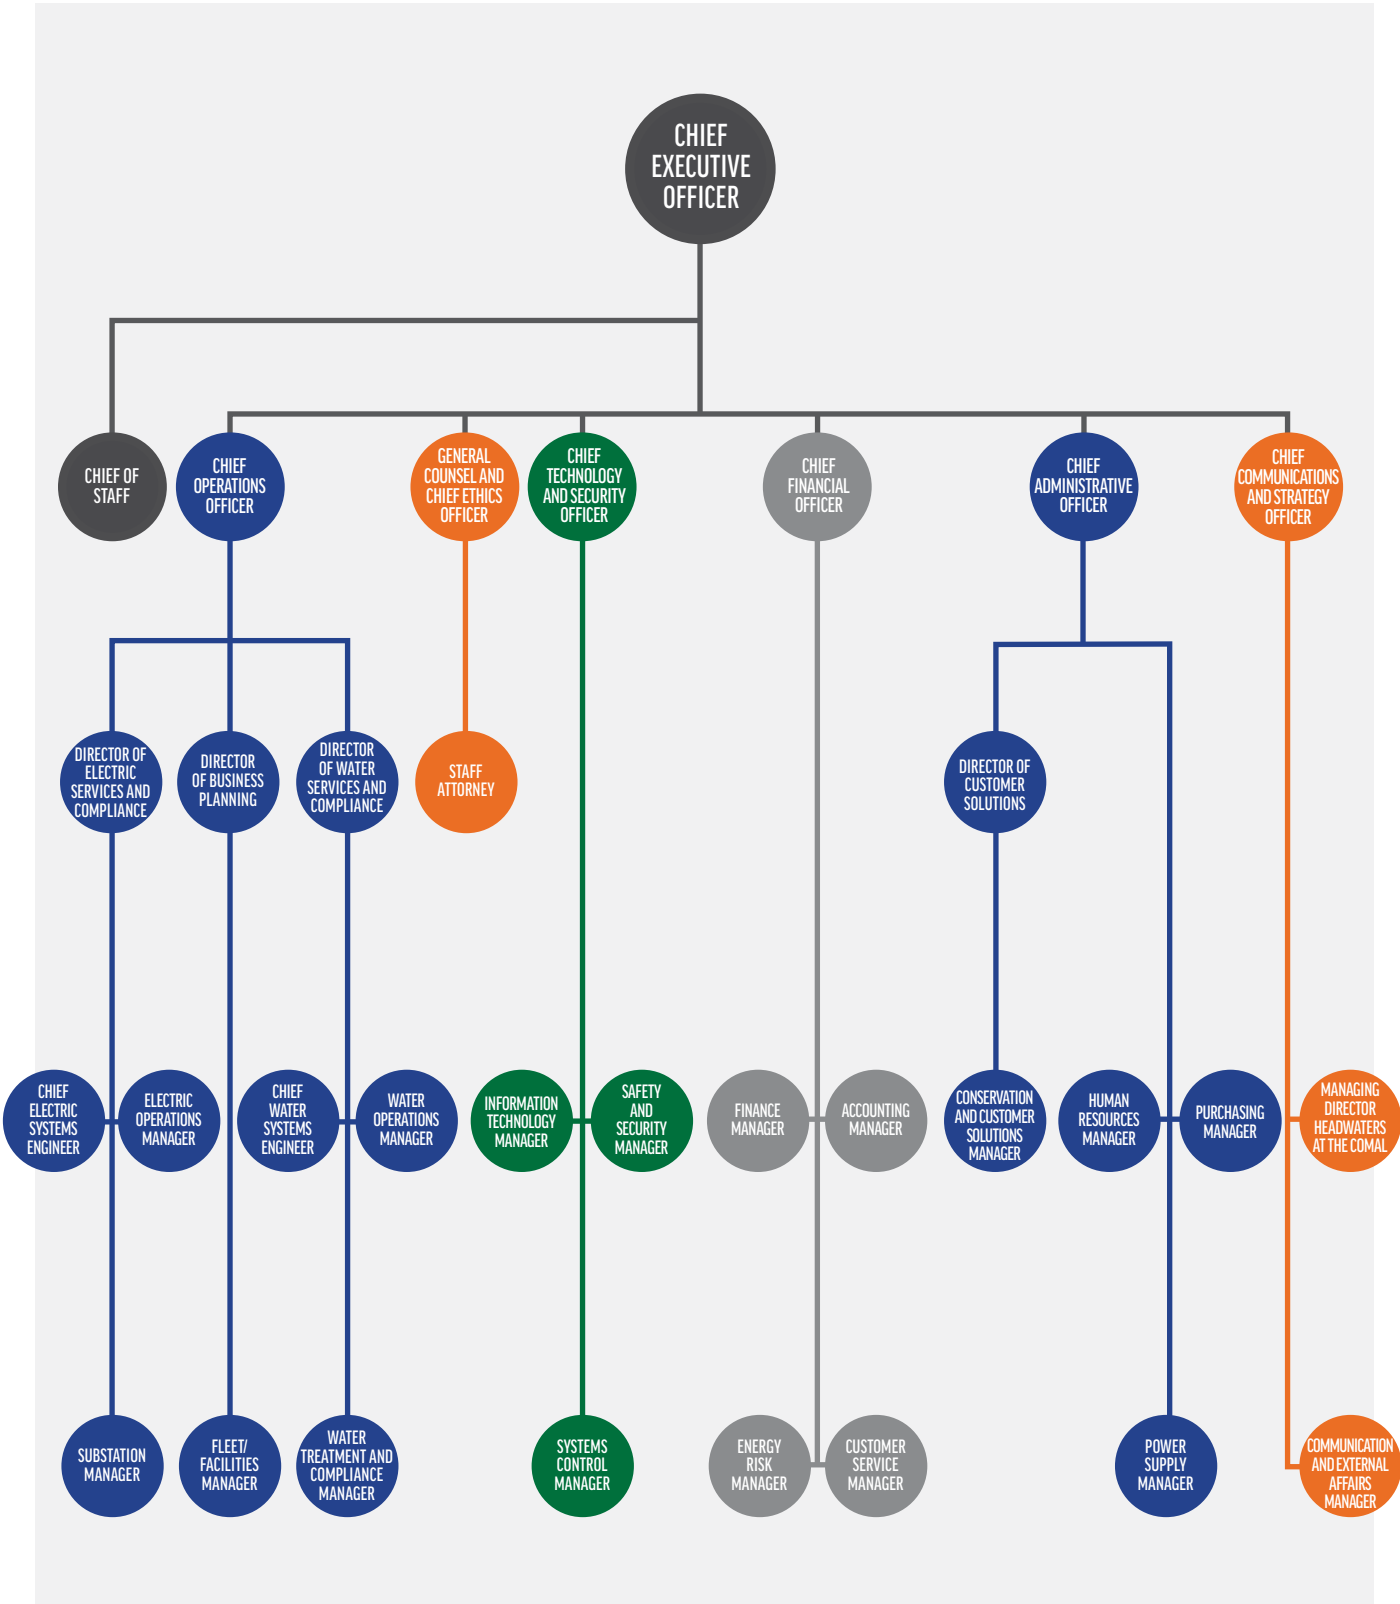 CHIEF
EXECUTIVE
OFFICER
CHIEF OF
STAFF
CHIEF
OPERATIONS
OFFICER
GENERAL
COUNSEL AND
CHIEF ETHICS
OFFICER
CHIEF
TECHNOLOGY
AND SECURITY
OFFICER
CHIEF
FINANCIAL
OFFICER
CHIEF
ADMINISTRATIVE
OFFICER
CHIEF
COMMUNICATIONS
AND STRATEGY
OFFICER
DIRECTOR OF
ELECTRIC
SERVICES AND
COMPLIANCE
DIRECTOR
OF BUSINESS
PLANNING
DIRECTOR
OF WATER
SERVICES AND
COMPLIANCE
STAFF
ATTORNEY
DIRECTOR OF
CUSTOMER
SOLUTIONS
CHIEF
ELECTRIC
SYSTEMS
ENGINEER
ELECTRIC
OPERATIONS
MANAGER
CHIEF
WATER
SYSTEMS
ENGINEER
WATER
OPERATIONS
MANAGER
INFORMATION
TECHNOLOGY
MANAGER
SAFETY
AND
SECURITY
MANAGER
FINANCE
MANAGER
ACCOUNTING
MANAGER
CONSERVATION
AND CUSTOMER
SOLUTIONS
MANAGER
HUMAN
RESOURCES
MANAGER
PURCHASING
MANAGER
MANAGING
DIRECTOR
HEADWATERS
AT THE COMAL
SUBSTATION
MANAGER
FLEET/
FACILITIES
MANAGER
WATER
TREATMENT AND
COMPLIANCE
MANAGER
SYSTEMS
CONTROL
MANAGER
ENERGY
RISK
MANAGER
CUSTOMER
SERVICE
MANAGER
POWER
SUPPLY
MANAGER
COMMUNICATION
AND EXTERNAL
AFFAIRS
MANAGER